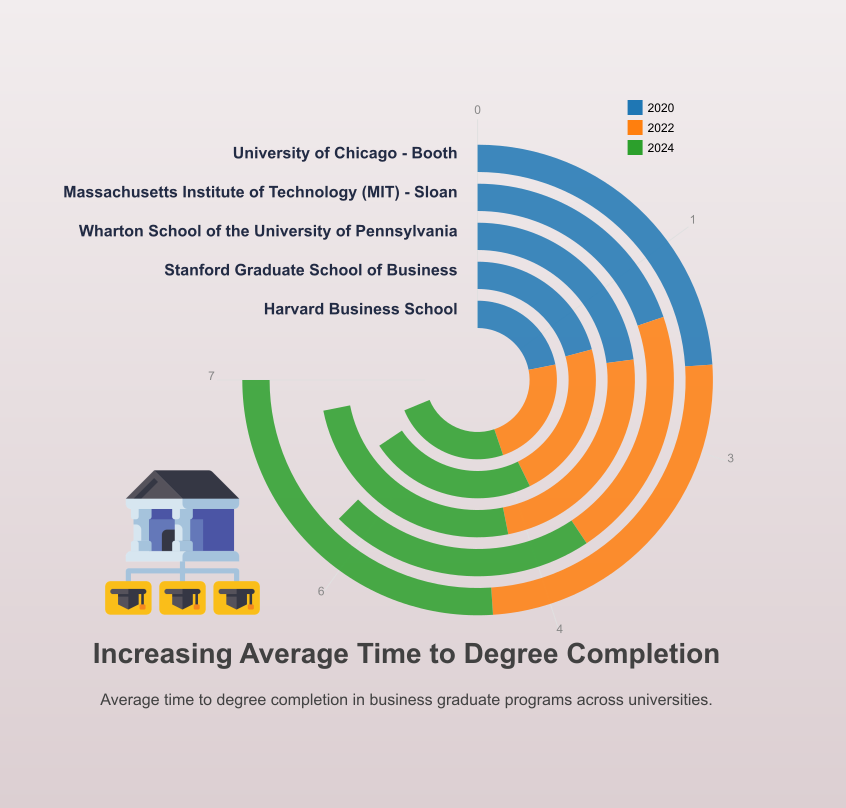 0
2020
2022
2024
University of Chicago - Booth
Massachusetts Institute of Technology (MIT) - Sloan
1
Wharton School of the University of Pennsylvania
Stanford Graduate School of Business
Harvard Business School
7
3
6
4
Increasing Average Time to Degree Completion
Average time to degree completion in business graduate programs across universities.